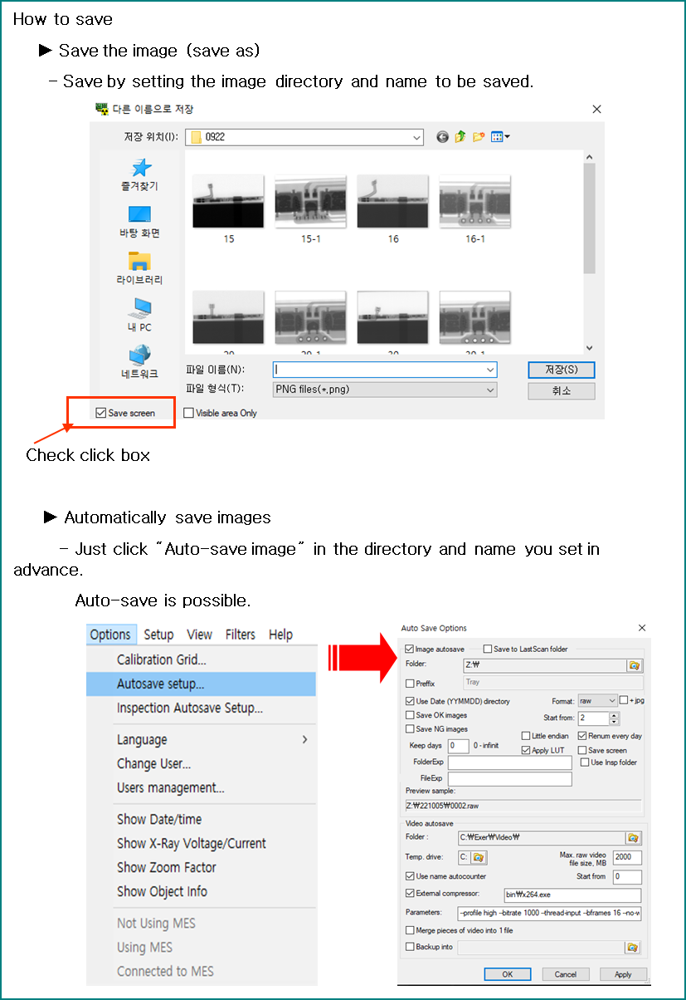 How to save
► Save the image (save as)
- Save by setting the image directory and name to be saved.
다른 이름으로 저장
저장 위치(I):
0922
즐겨찾기
바탕 화면
라이브러리
내 PC
네트워크
15 15-1 16 16-1
파일 이름(N):
저장(S)
파일 형식(T):
PNG files(*.png)
취소
Save screen
Visible area Only
Check click box
► Automatically save images
- Just click "Auto-save image" in the directory and name you set in
advance.
Auto-save is possible.
Options Setup View Filters Help
Calibration Grid...
Autosave setup...
Inspection Autosave Setup...
Language
Change User...
Users management...
Show Date/time
Show X-Ray Voltage/Current
Show Zoom Factor
Show Object Info
Not Using MES
Using MES
Connected to MES
Auto Save Options
Image autosave Save to LastScan folder
Folder: Z:₩
Preffix Tray
Use Date (YYMMDD) directory Format: raw +jpg
Save OK images Start from: 2
Save NG images
Little endian Renum every day
Keep days 0 0 - infinit Apply LUT Save screen
FolderExp Use Insp folder
FileExp
Preview sample:
Z:₩221005₩0002.raw
Video autosave
Folder : C:₩Exer₩Video₩
Temp. drive: C: Max. raw video
file size, MB 2000
Use name autocounter Start from 0
External compressor: bin₩x264.exe
Parameters: --profile high --bitrate 1000 --thread-input --bframes 16 --no-w
Merge pieces of video into 1 file
Backup into
OK Cancel Apply